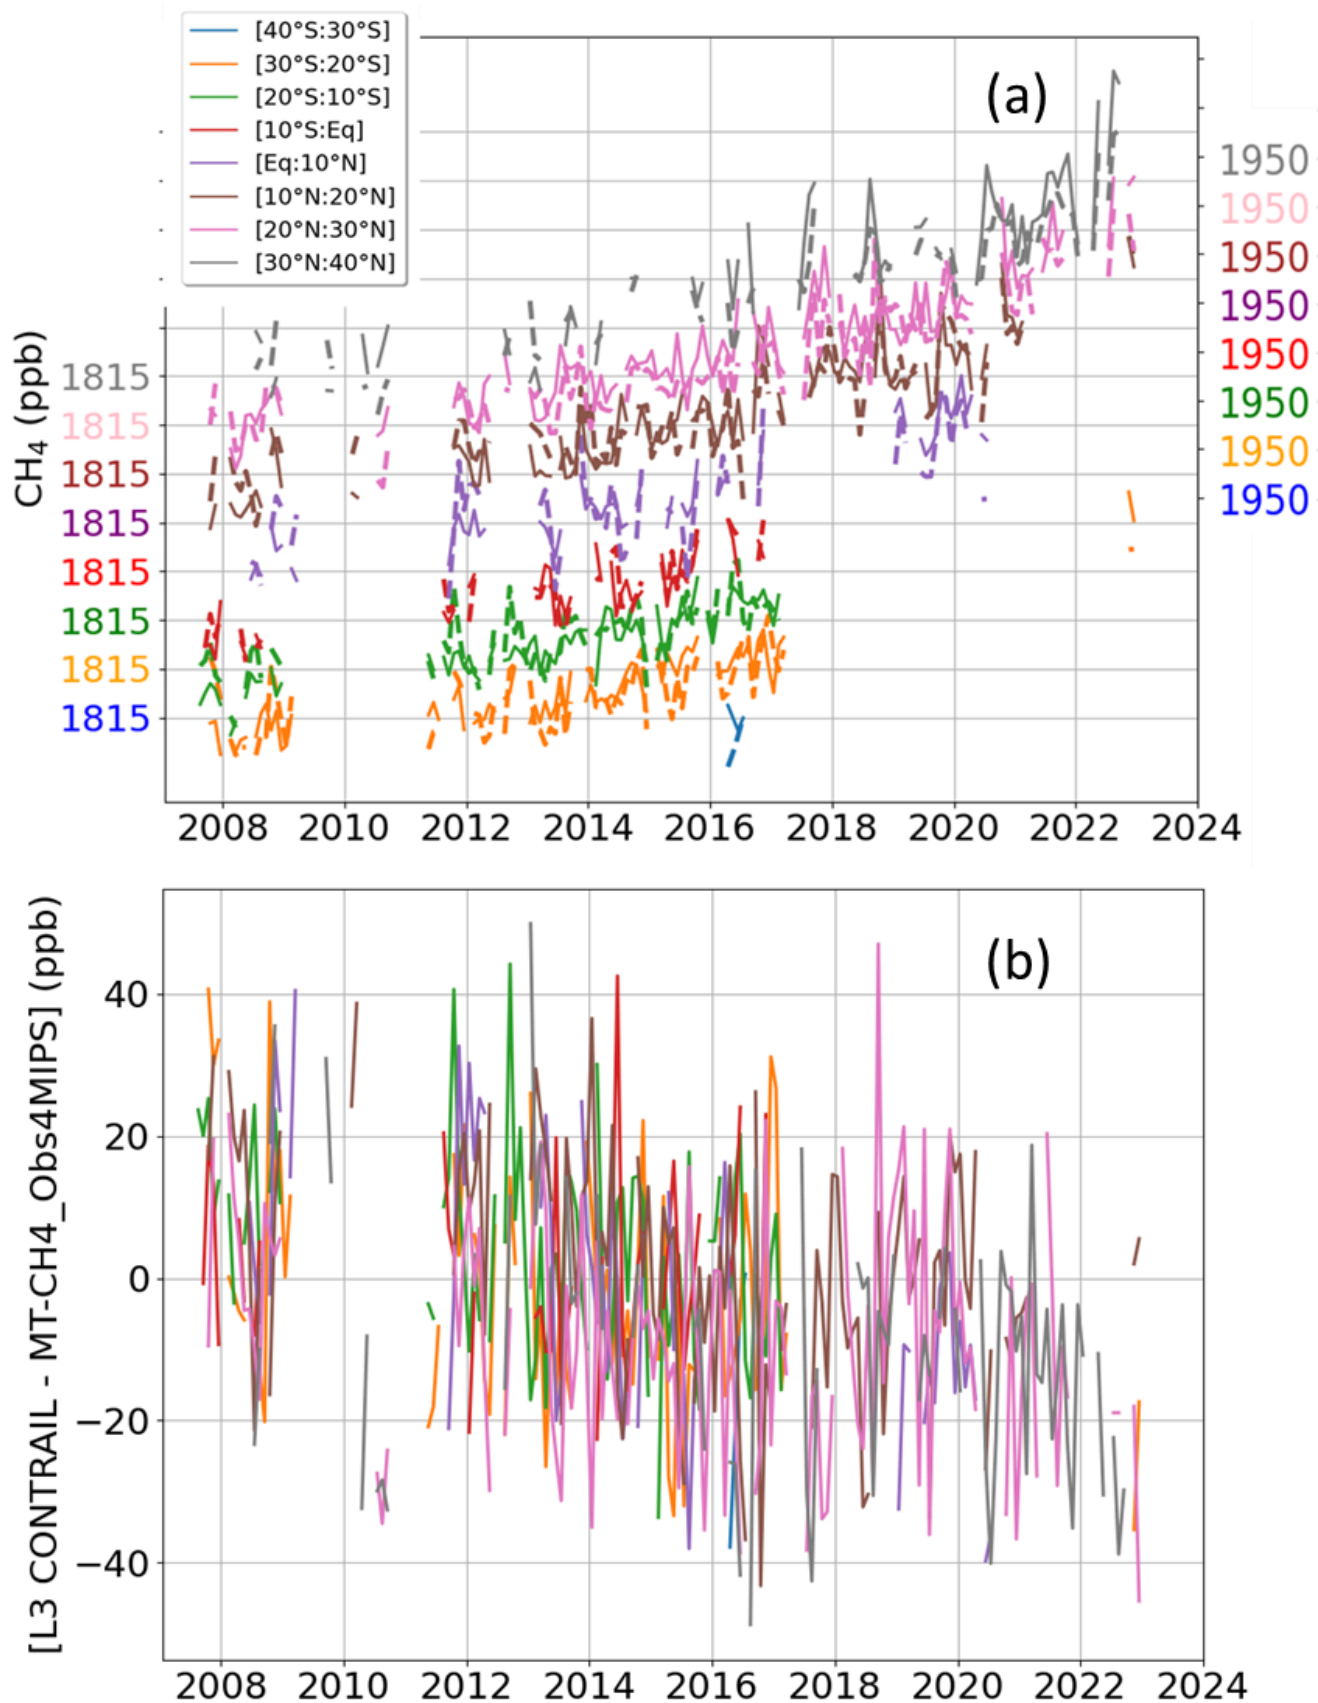 [40°S:30°S]
[30°S:20°S]
[20°S:10°S]
[10°S:Eq]
[Eq:10°N]
[10°N:20°N]
[20°N:30°N]
[30°N:40°N]
(a)
CH₄ (ppb)
1815
1815
1815
1815
1815
1815
1815
1815
1950
1950
1950
1950
1950
1950
1950
1950
2008 2010 2012 2014 2016 2018 2020 2022 2024
(b)
[L3 CONTRAIL - MT-CH4_Obs4MIPS] (ppb)
40
20
0
−20
−40
2008 2010 2012 2014 2016 2018 2020 2022 2024